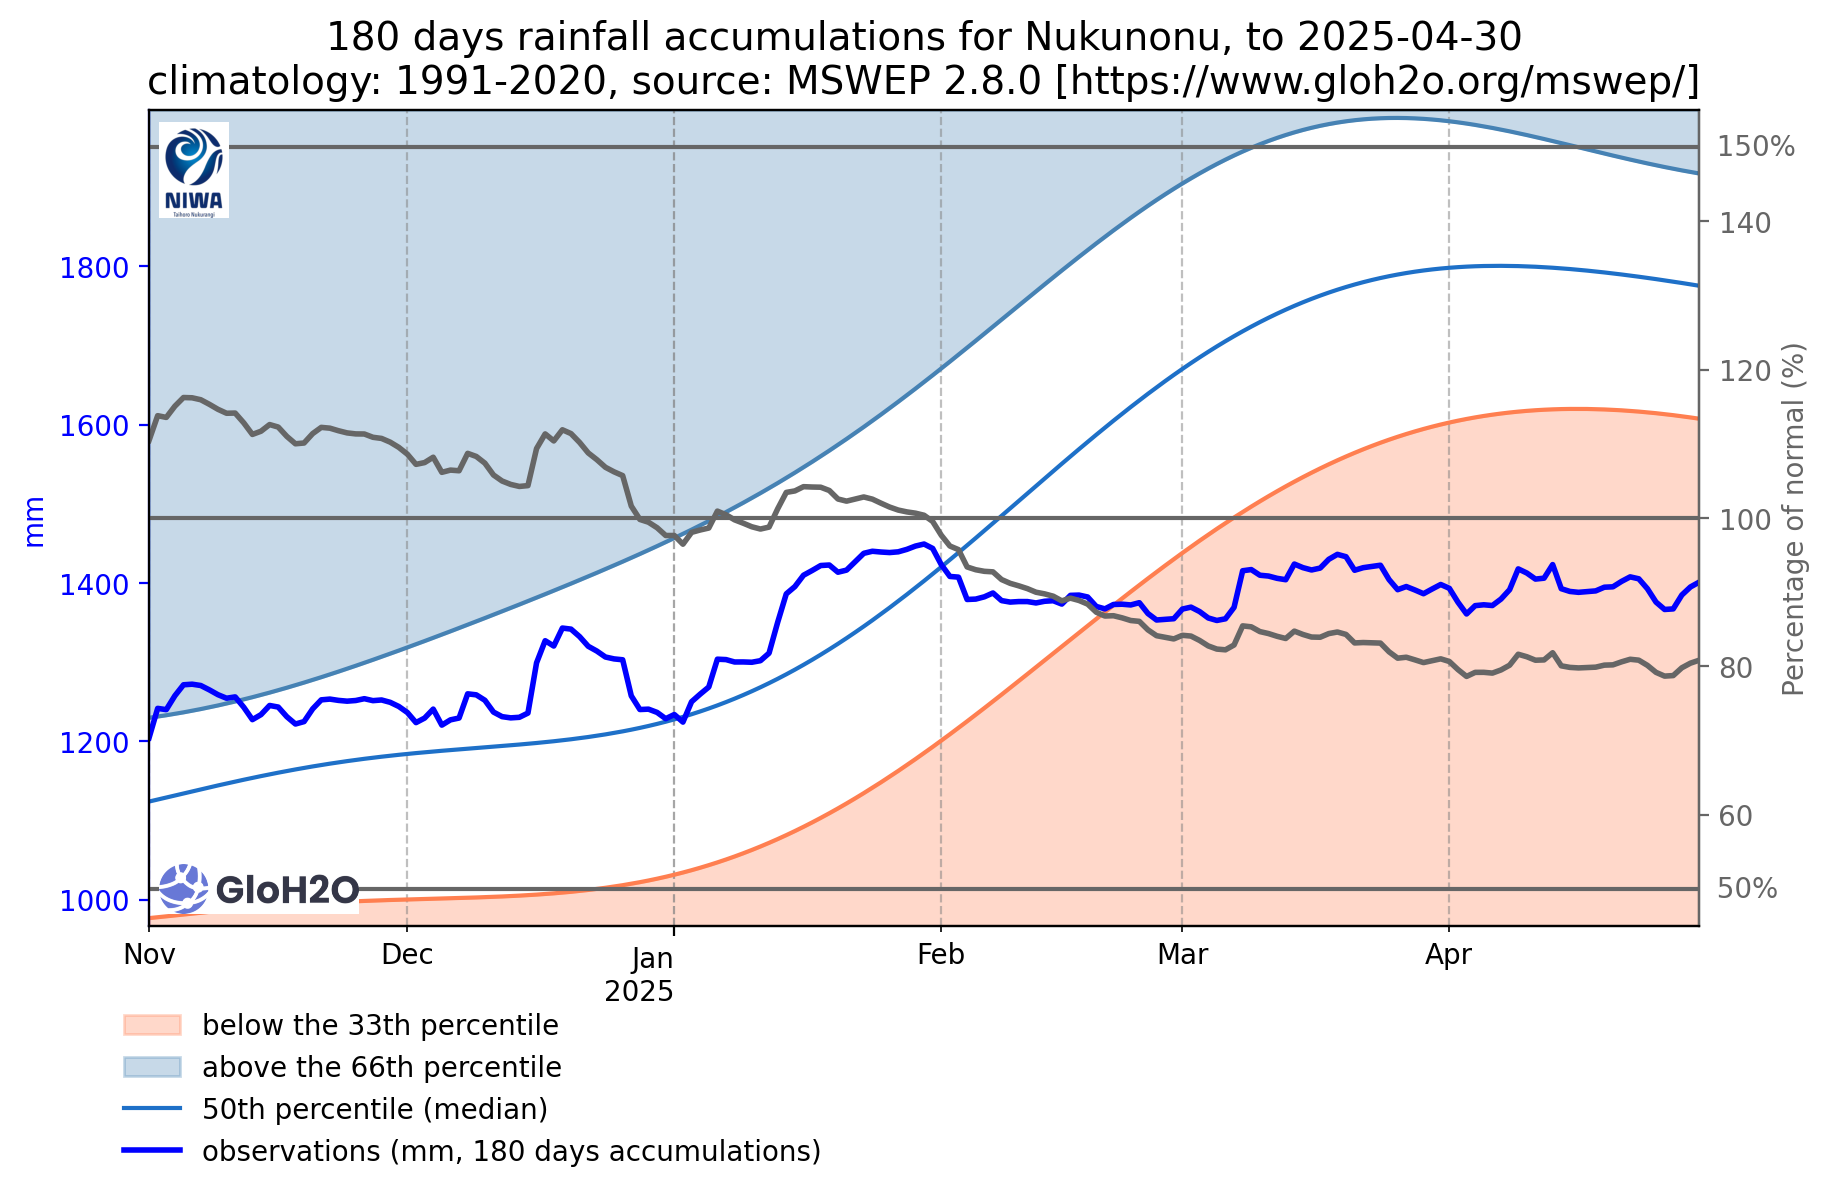 180 days rainfall accumulations for Nukunonu, to 2025-04-30
climatology: 1991-2020, source: MSWEP 2.8.0 [https://www.gloh2o.org/mswep/]
NIWA
Taihoro Nukurangi
150%
140
1800
120
1600
mm
100
Percentage of normal (%)
1400
80
1200
60
GloH2O
50%
1000
Nov
Dec
Jan
Feb
Mar
Apr
2025
below the 33th percentile
above the 66th percentile
50th percentile (median)
observations (mm, 180 days accumulations)